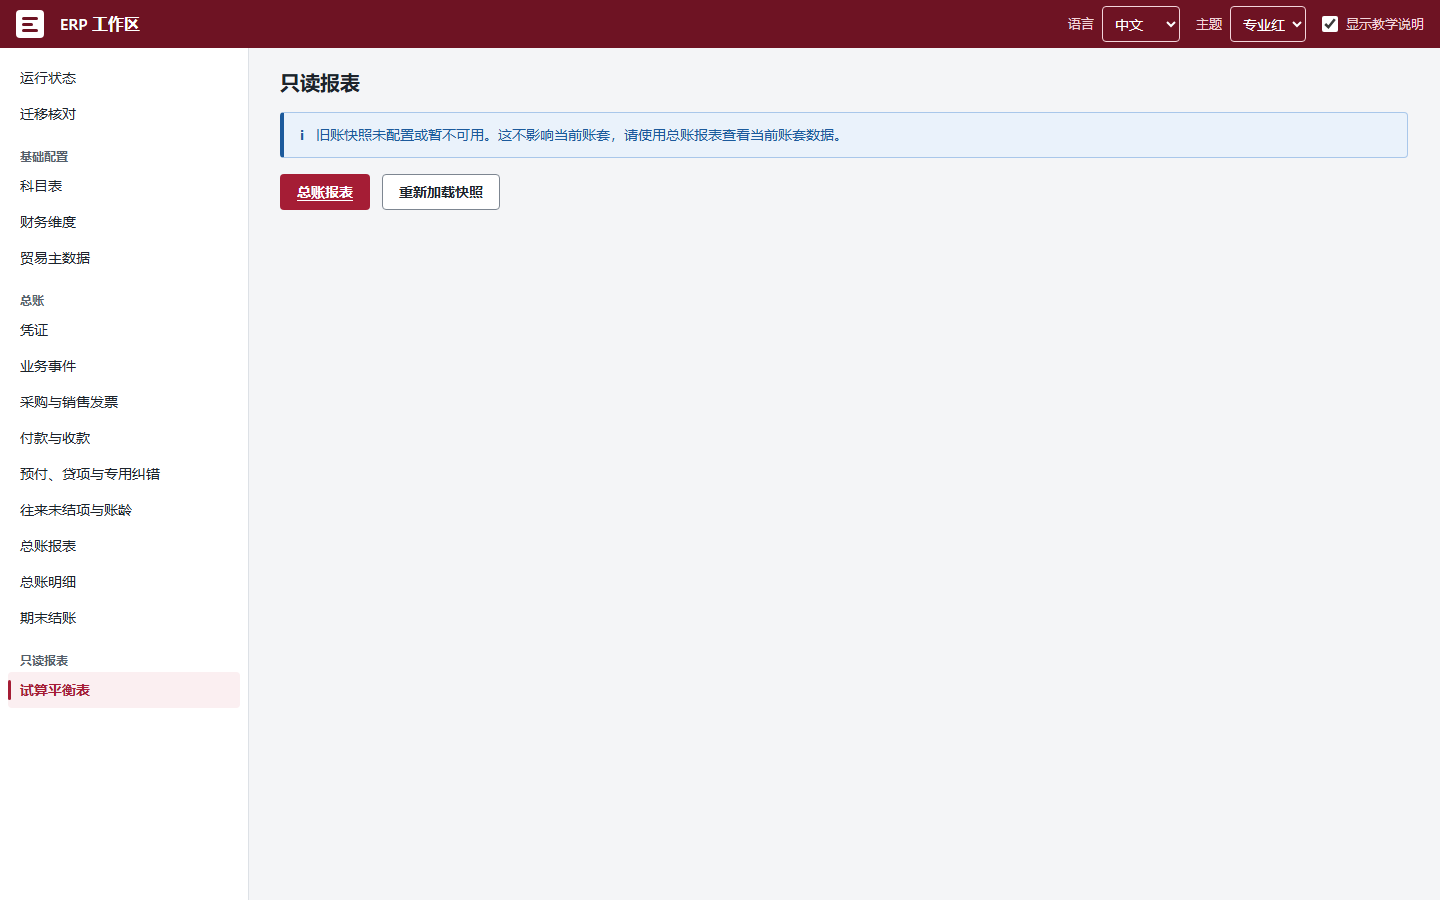 ERP 工作区
语言 中文 主题 专业红 显示教学说明
运行状态
迁移核对
基础配置
科目表
财务维度
贸易主数据
总账
凭证
业务事件
采购与销售发票
付款与收款
预付、贷项与专用纠错
往来未结项与账龄
总账报表
总账明细
期末结账
只读报表
试算平衡表
只读报表
i 旧账快照未配置或暂不可用。这不影响当前账套，请使用总账报表查看当前账套数据。
总账报表 重新加载快照